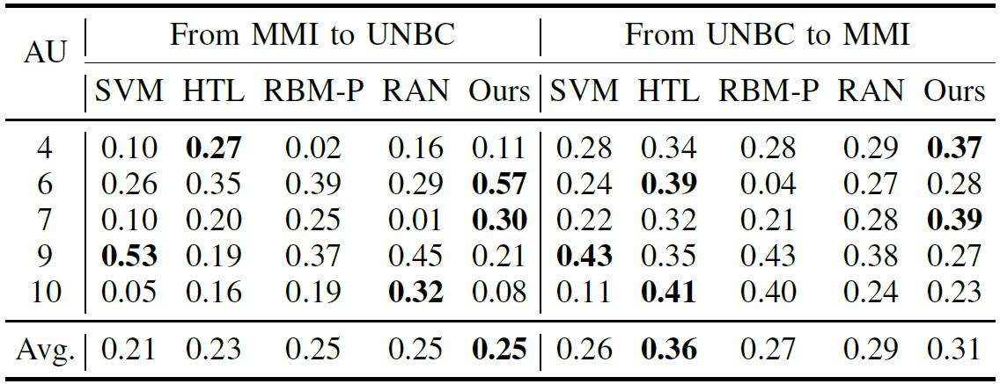 AU From MMI to UNBC From UNBC to MMI
SVM HTL RBM-P RAN Ours SVM HTL RBM-P RAN Ours
4 0.10 0.27 0.02 0.16 0.11 0.28 0.34 0.28 0.29 0.37
6 0.26 0.35 0.39 0.29 0.57 0.24 0.39 0.04 0.27 0.28
7 0.10 0.20 0.25 0.01 0.30 0.22 0.32 0.21 0.28 0.39
9 0.53 0.19 0.37 0.45 0.21 0.43 0.35 0.43 0.38 0.27
10 0.05 0.16 0.19 0.32 0.08 0.11 0.41 0.40 0.24 0.23
Avg. 0.21 0.23 0.25 0.25 0.25 0.26 0.36 0.27 0.29 0.31